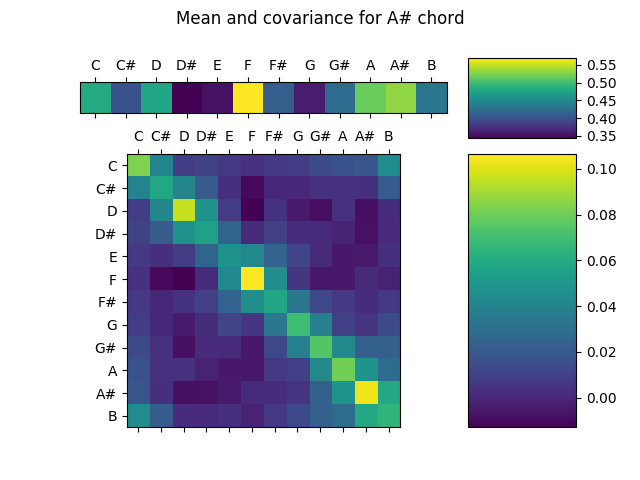 Mean and covariance for A# chord
C C# D D# E F F# G G# A A# B
0.55
0.50
0.45
0.40
0.35
C C# D D# E F F# G G# A A# B
C
C#
D
D#
E
F
F#
G
G#
A
A#
B
0.10
0.08
0.06
0.04
0.02
0.00